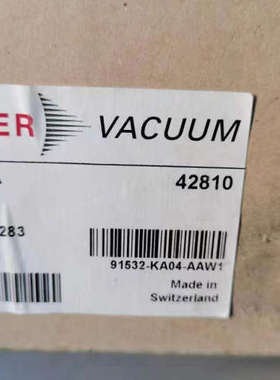 ER VACUUM
42810
283
91532-KA04-AAW1
Made in
Switzerland